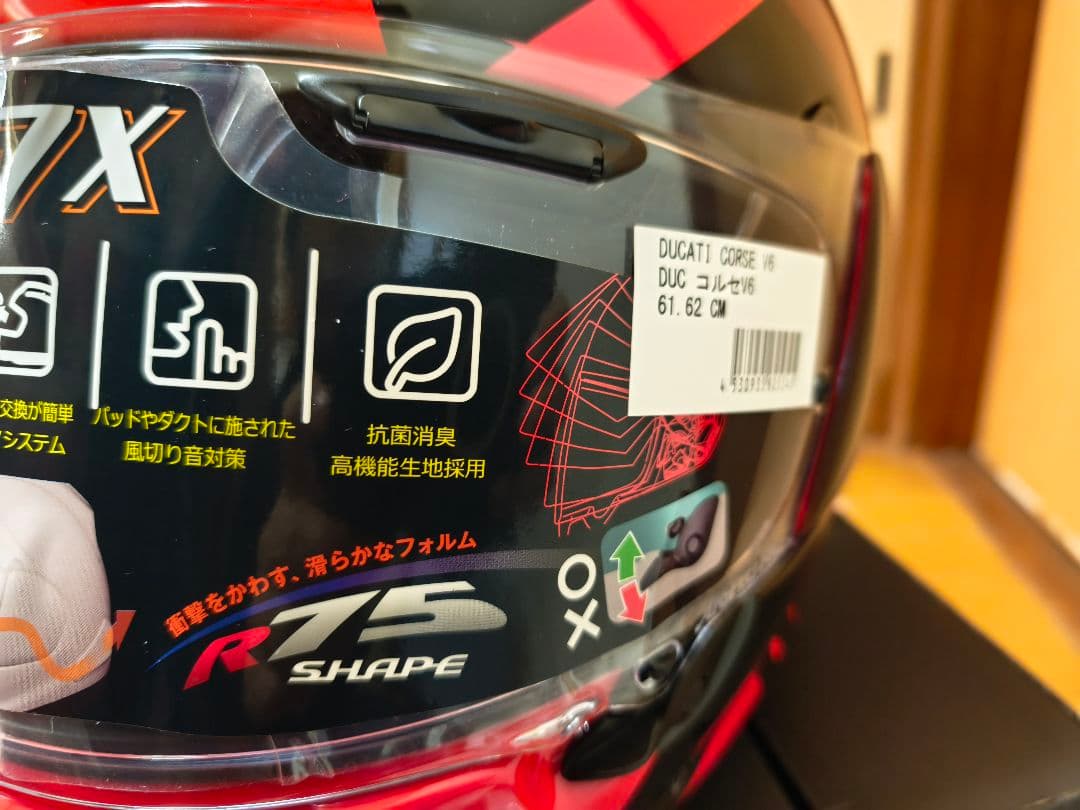 7X
DUCATI CORSE V6
DUC コルセV6
61.62 CM
交換が簡単
システム
パッドやダクトに施された
風切り音対策
抗菌消臭
高機能生地採用
衝撃をかわす、滑らかなフォルム
R75
SHAPE
OX